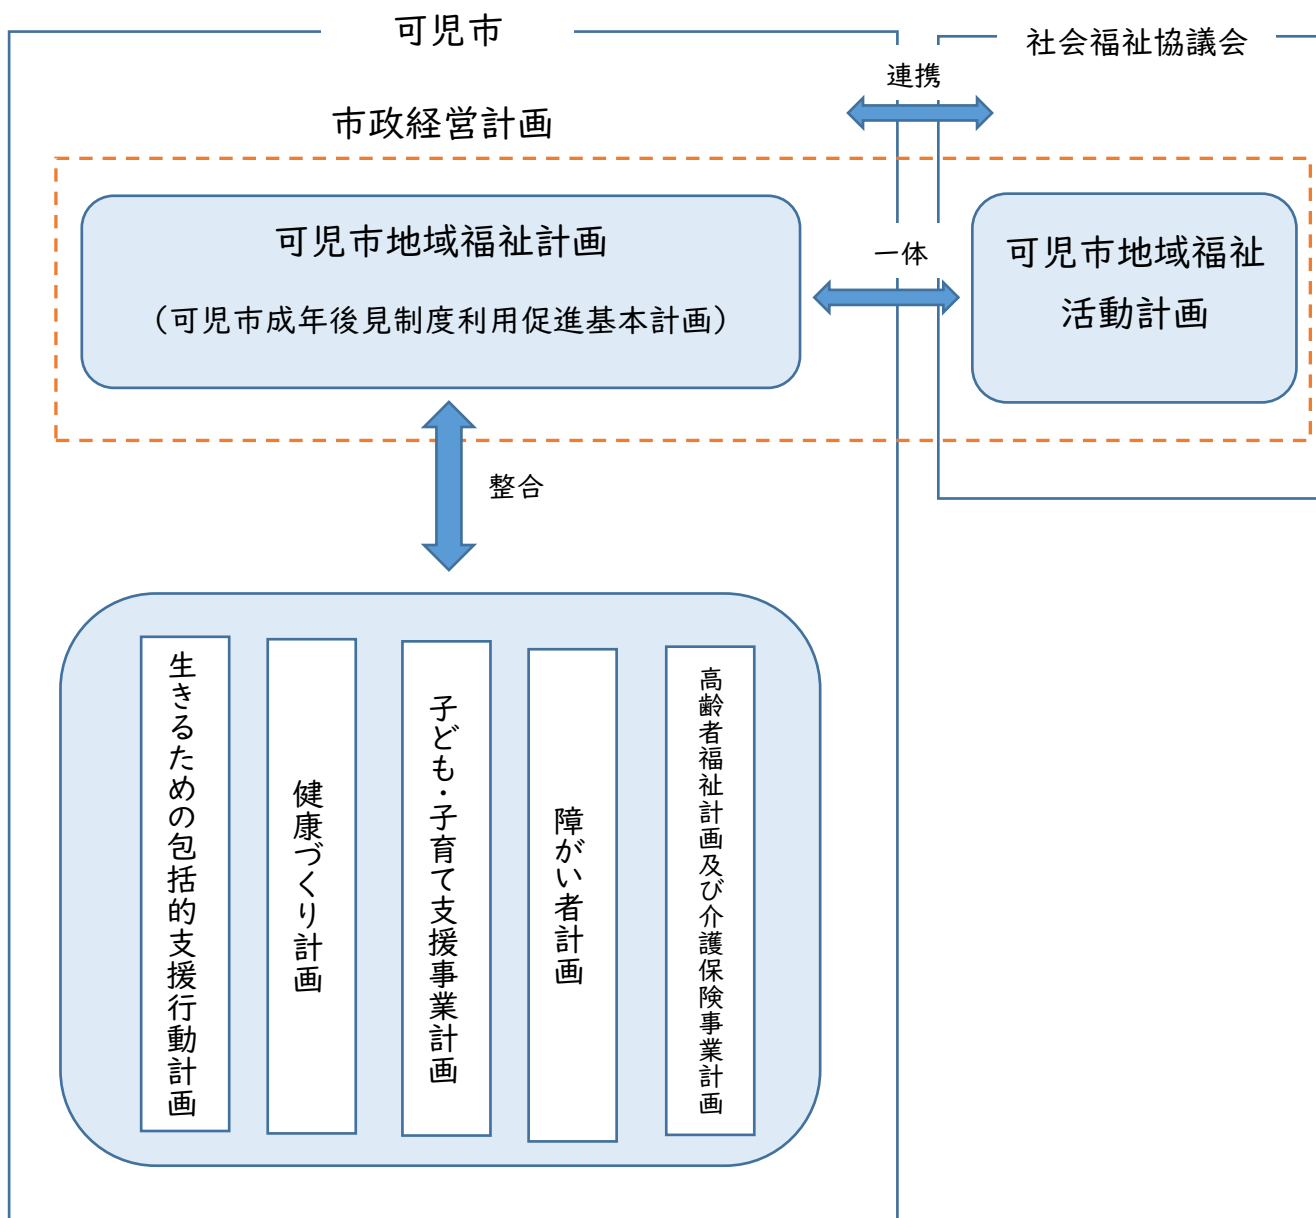 可児市
社会福祉協議会
連携
市政経営計画
可児市地域福祉計画
（可児市成年後見制度利用促進基本計画）
一体
可児市地域福祉
活動計画
整合
生きるための包括的支援行動計画
健康づくり計画
子ども・子育て支援事業計画
障がい者計画
高齢者福祉計画及び介護保険事業計画